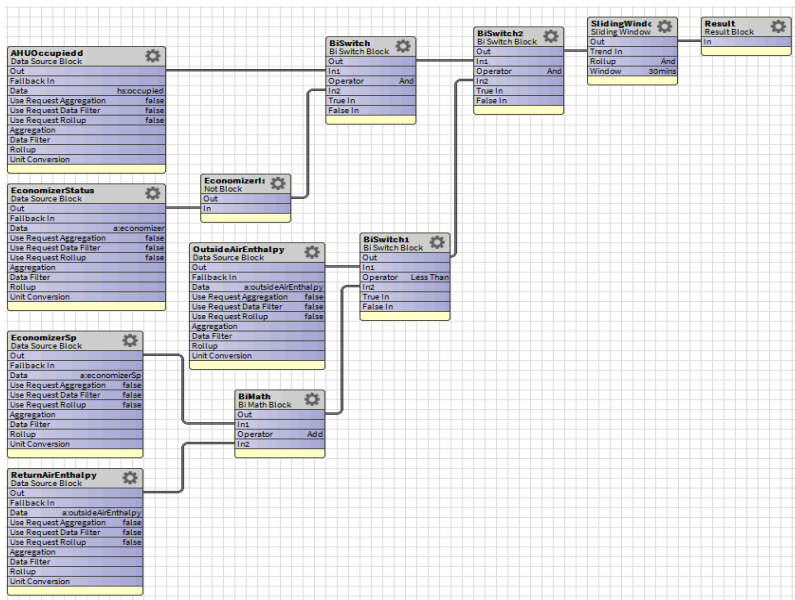 AHUOccupiedd
Data Source Block
Out
Fallback In
Data hs:occupied
Use Request Aggregation false
Use Request Data Filter false
Use Request Rollup false
Aggregation
Data Filter
Rollup
Unit Conversion
BiSwitch
Bi Switch Block
Out
In1
Operator And
In2
True In
False In
BiSwitch2
Bi Switch Block
Out
In1
Operator And
In2
True In
False In
SlidingWindo
Sliding Window
Out
Trend In
Rollup And
Window 30mins
Result
Result Block
In
EconomizerStatus
Data Source Block
Out
Fallback In
Data a:economizer
Use Request Aggregation false
Use Request Data Filter false
Use Request Rollup false
Aggregation
Data Filter
Rollup
Unit Conversion
EconomizerIs
Not Block
Out
In
OutsideAirEnthalpy
Data Source Block
Out
Fallback In
Data a:outsideAirEnthalpy
Use Request Aggregation false
Use Request Data Filter false
Use Request Rollup false
Aggregation
Data Filter
Rollup
Unit Conversion
BiSwitch1
Bi Switch Block
Out
In1
Operator Less Than
In2
True In
False In
EconomizerSp
Data Source Block
Out
Fallback In
Data a:economizerSp
Use Request Aggregation false
Use Request Data Filter false
Use Request Rollup false
Aggregation
Data Filter
Rollup
Unit Conversion
BiMath
Bi Math Block
Out
In1
Operator Add
In2
ReturnAirEnthalpy
Data Source Block
Out
Fallback In
Data a:outsideAirEnthalpy
Use Request Aggregation false
Use Request Data Filter false
Use Request Rollup false
Aggregation
Data Filter
Rollup
Unit Conversion